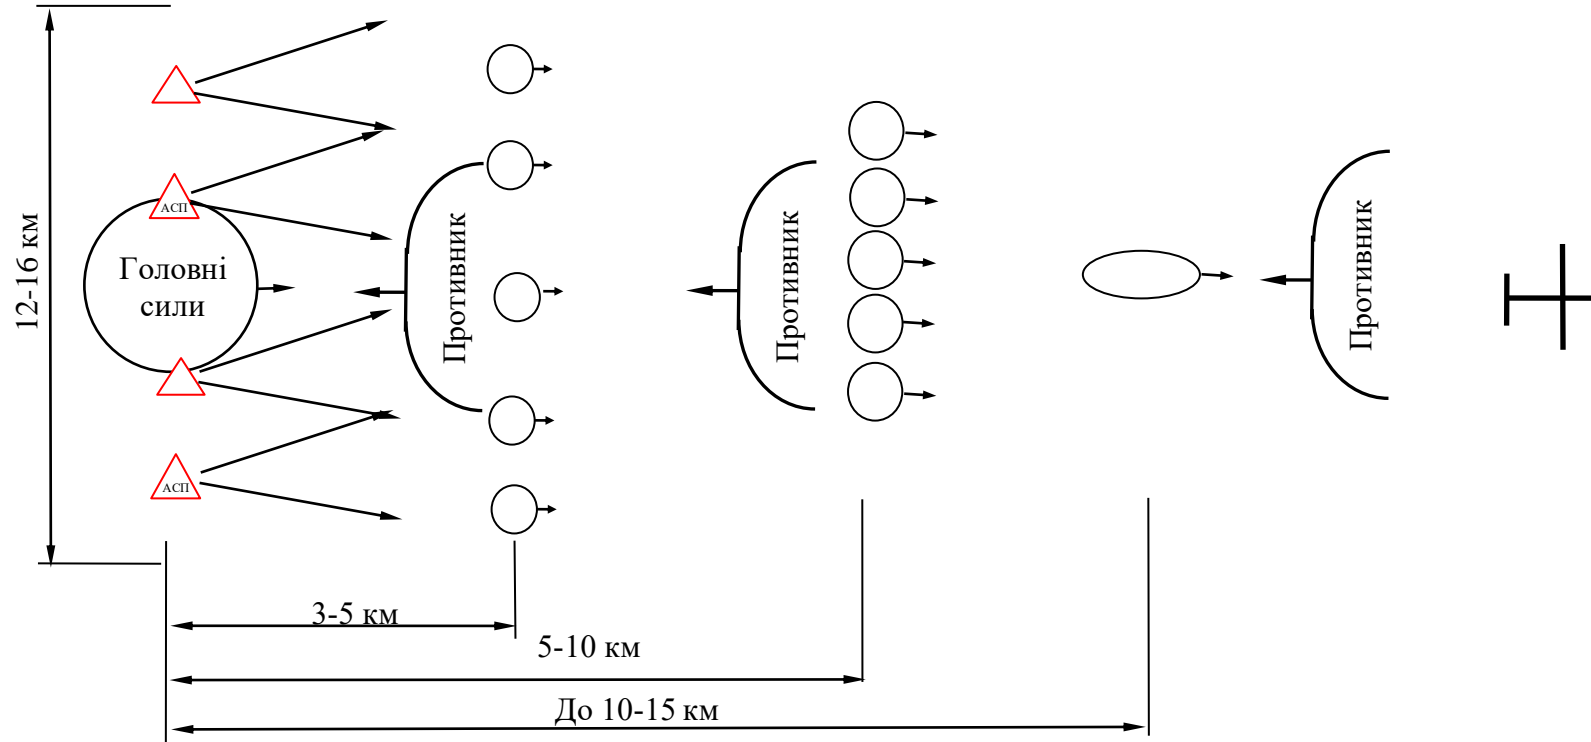 12-16 км
АСП
Головні
сили
АСП
Противник
Противник
Противник
3-5 км
5-10 км
До 10-15 км